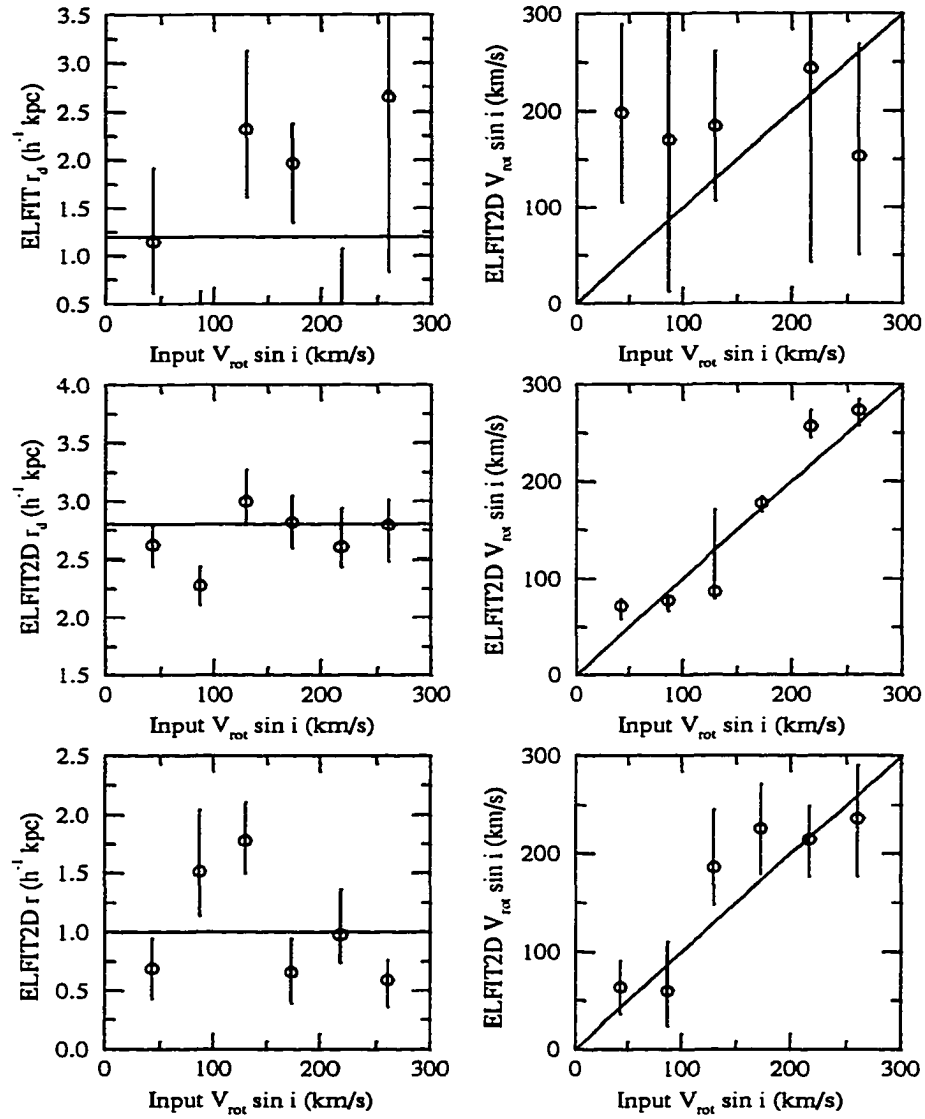 ELFIT r_d (h^-1 kpc)
3.5
3.0
2.5
2.0
1.5
1.0
0.5
0 100 200 300
Input V_rot sin i (km/s)
ELFIT2D V_rot sin i (km/s)
300
200
100
0
0 100 200 300
Input V_rot sin i (km/s)
ELFIT2D r_d (h^-1 kpc)
4.0
3.5
3.0
2.5
2.0
1.5
0 100 200 300
Input V_rot sin i (km/s)
ELFIT2D V_rot sin i (km/s)
300
200
100
0
0 100 200 300
Input V_rot sin i (km/s)
ELFIT2D r (h^-1 kpc)
2.5
2.0
1.5
1.0
0.5
0.0
0 100 200 300
Input V_rot sin i (km/s)
ELFIT2D V_rot sin i (km/s)
300
200
100
0
0 100 200 300
Input V_rot sin i (km/s)